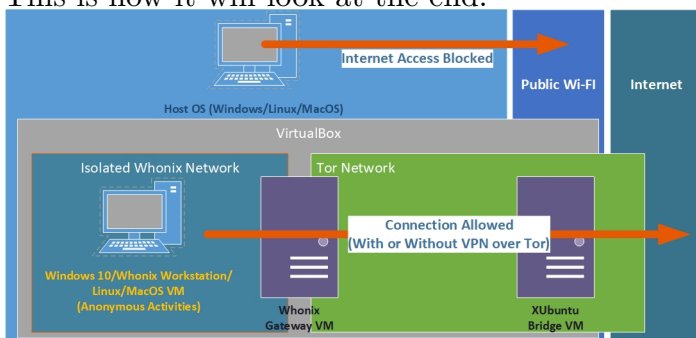 This is how it will look at the end:
Internet Access Blocked
Public Wi-FI
Internet
Host OS (Windows/Linux/MacOS)
VirtualBox
Isolated Whonix Network
Tor Network
Connection Allowed
(With or Without VPN over Tor)
Windows 10/Whonix Workstation/
Linux/MacOS VM
(Anonymous Activities)
Whonix
Gateway VM
XUbuntu
Bridge VM